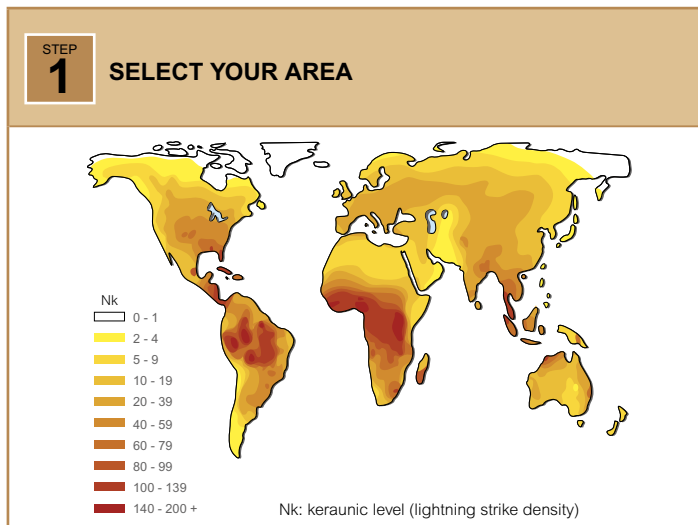 STEP
1
SELECT YOUR AREA
Nk
0 - 1
2 - 4
5 - 9
10 - 19
20 - 39
40 - 59
60 - 79
80 - 99
100 - 139
140 - 200 +
Nk: keraunic level (lightning strike density)